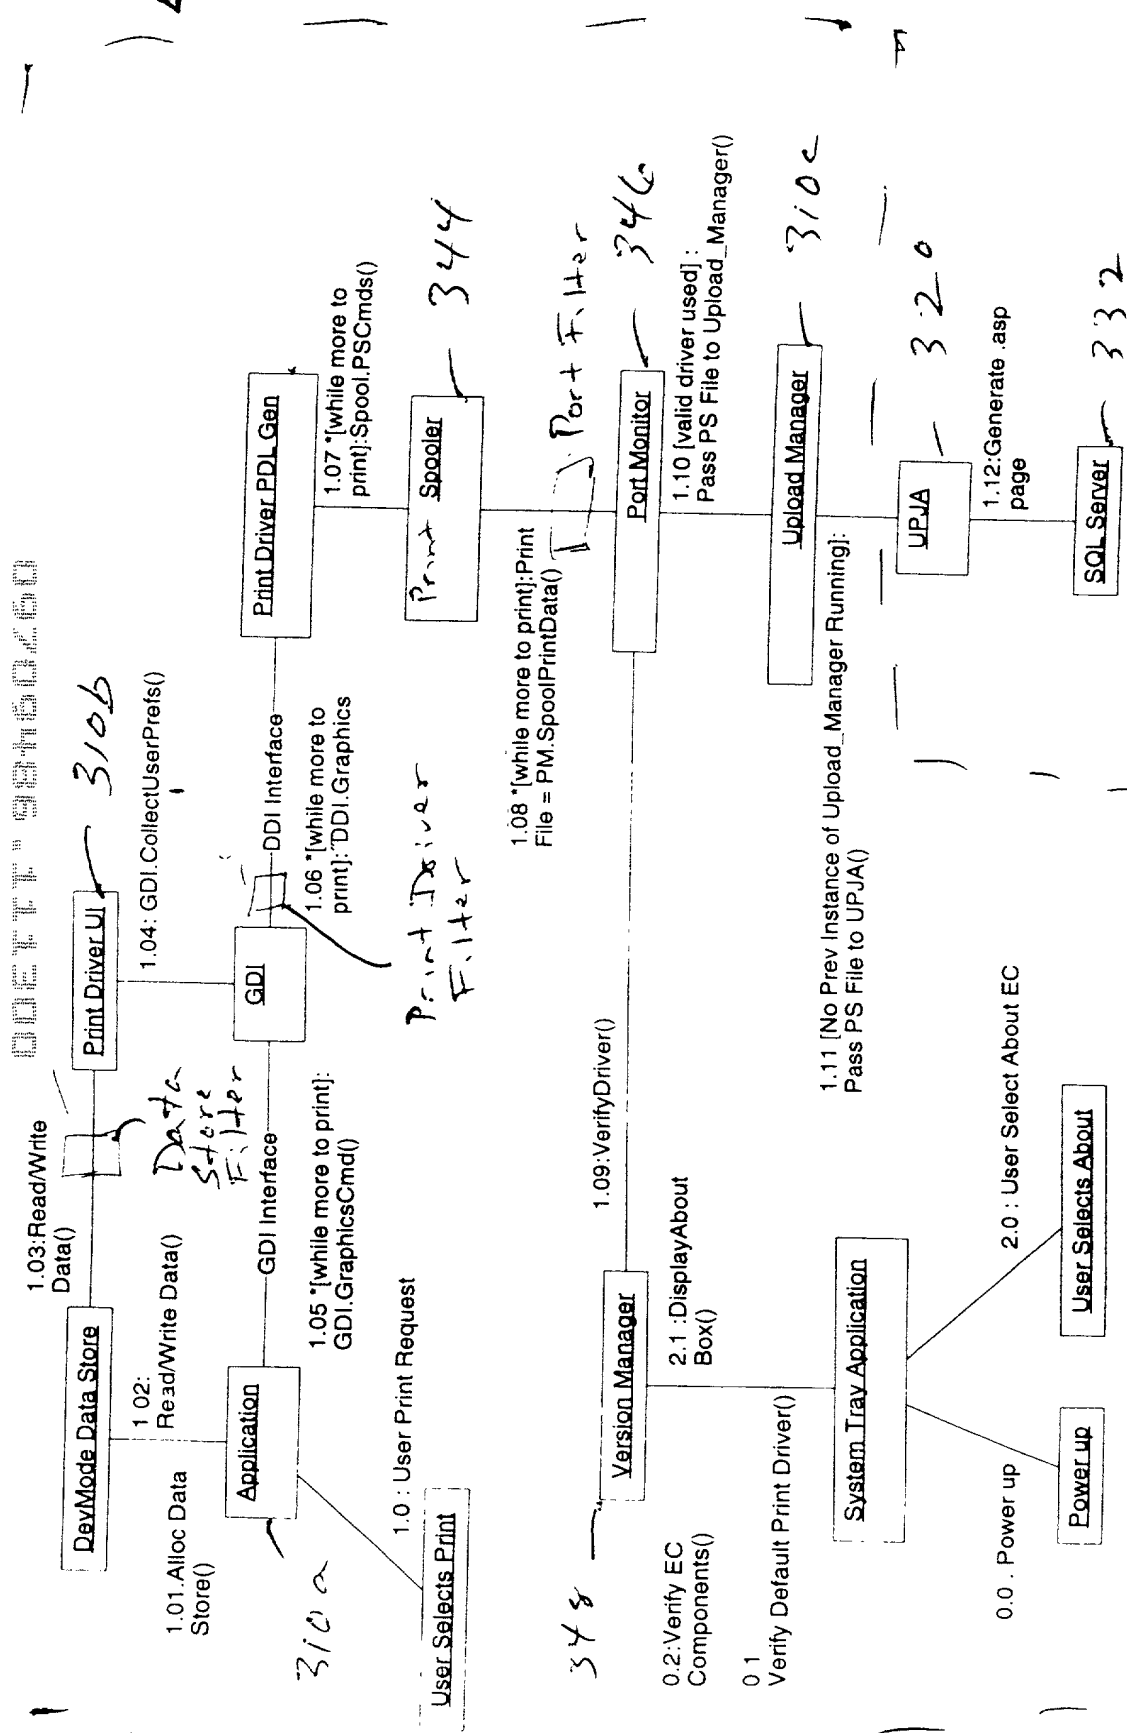 DevMode Data Store
1.03:Read/Write
Data()
Print Driver UI
310b
Data
Store
Filter
1.01.Alloc Data
Store()
1 02:
Read/Write Data()
1.04: GDI.CollectUserPrefs()
310a
Application
GDI Interface
GDI
DDI Interface
Print Driver PDL Gen
1.05 *[while more to print]:
GDI.GraphicsCmd()
1.06 *[while more to
print]: DDI.Graphics
1.07 *[while more to
print]:Spool.PSCmds()
Print Driver
Filter
1.0 : User Print Request
User Selects Print
Print Spooler
344
1.08 *[while more to print]:Print
File = PM.SpoolPrintData()
Port Filter
348
Version Manager
1.09:VerifyDriver()
Port Monitor
346
0.2:Verify EC
Components()
2.1 :DisplayAbout
Box()
1.10 [valid driver used] :
Pass PS File to Upload_Manager()
0 1
Verify Default Print Driver()
Upload Manager
310c
System Tray Application
1.11 [No Prev Instance of Upload_Manager Running]:
Pass PS File to UPJA()
UPJA
320
0.0 . Power up
2.0 : User Select About EC
1.12:Generate .asp
page
Power up
User Selects About
SQL Server
332